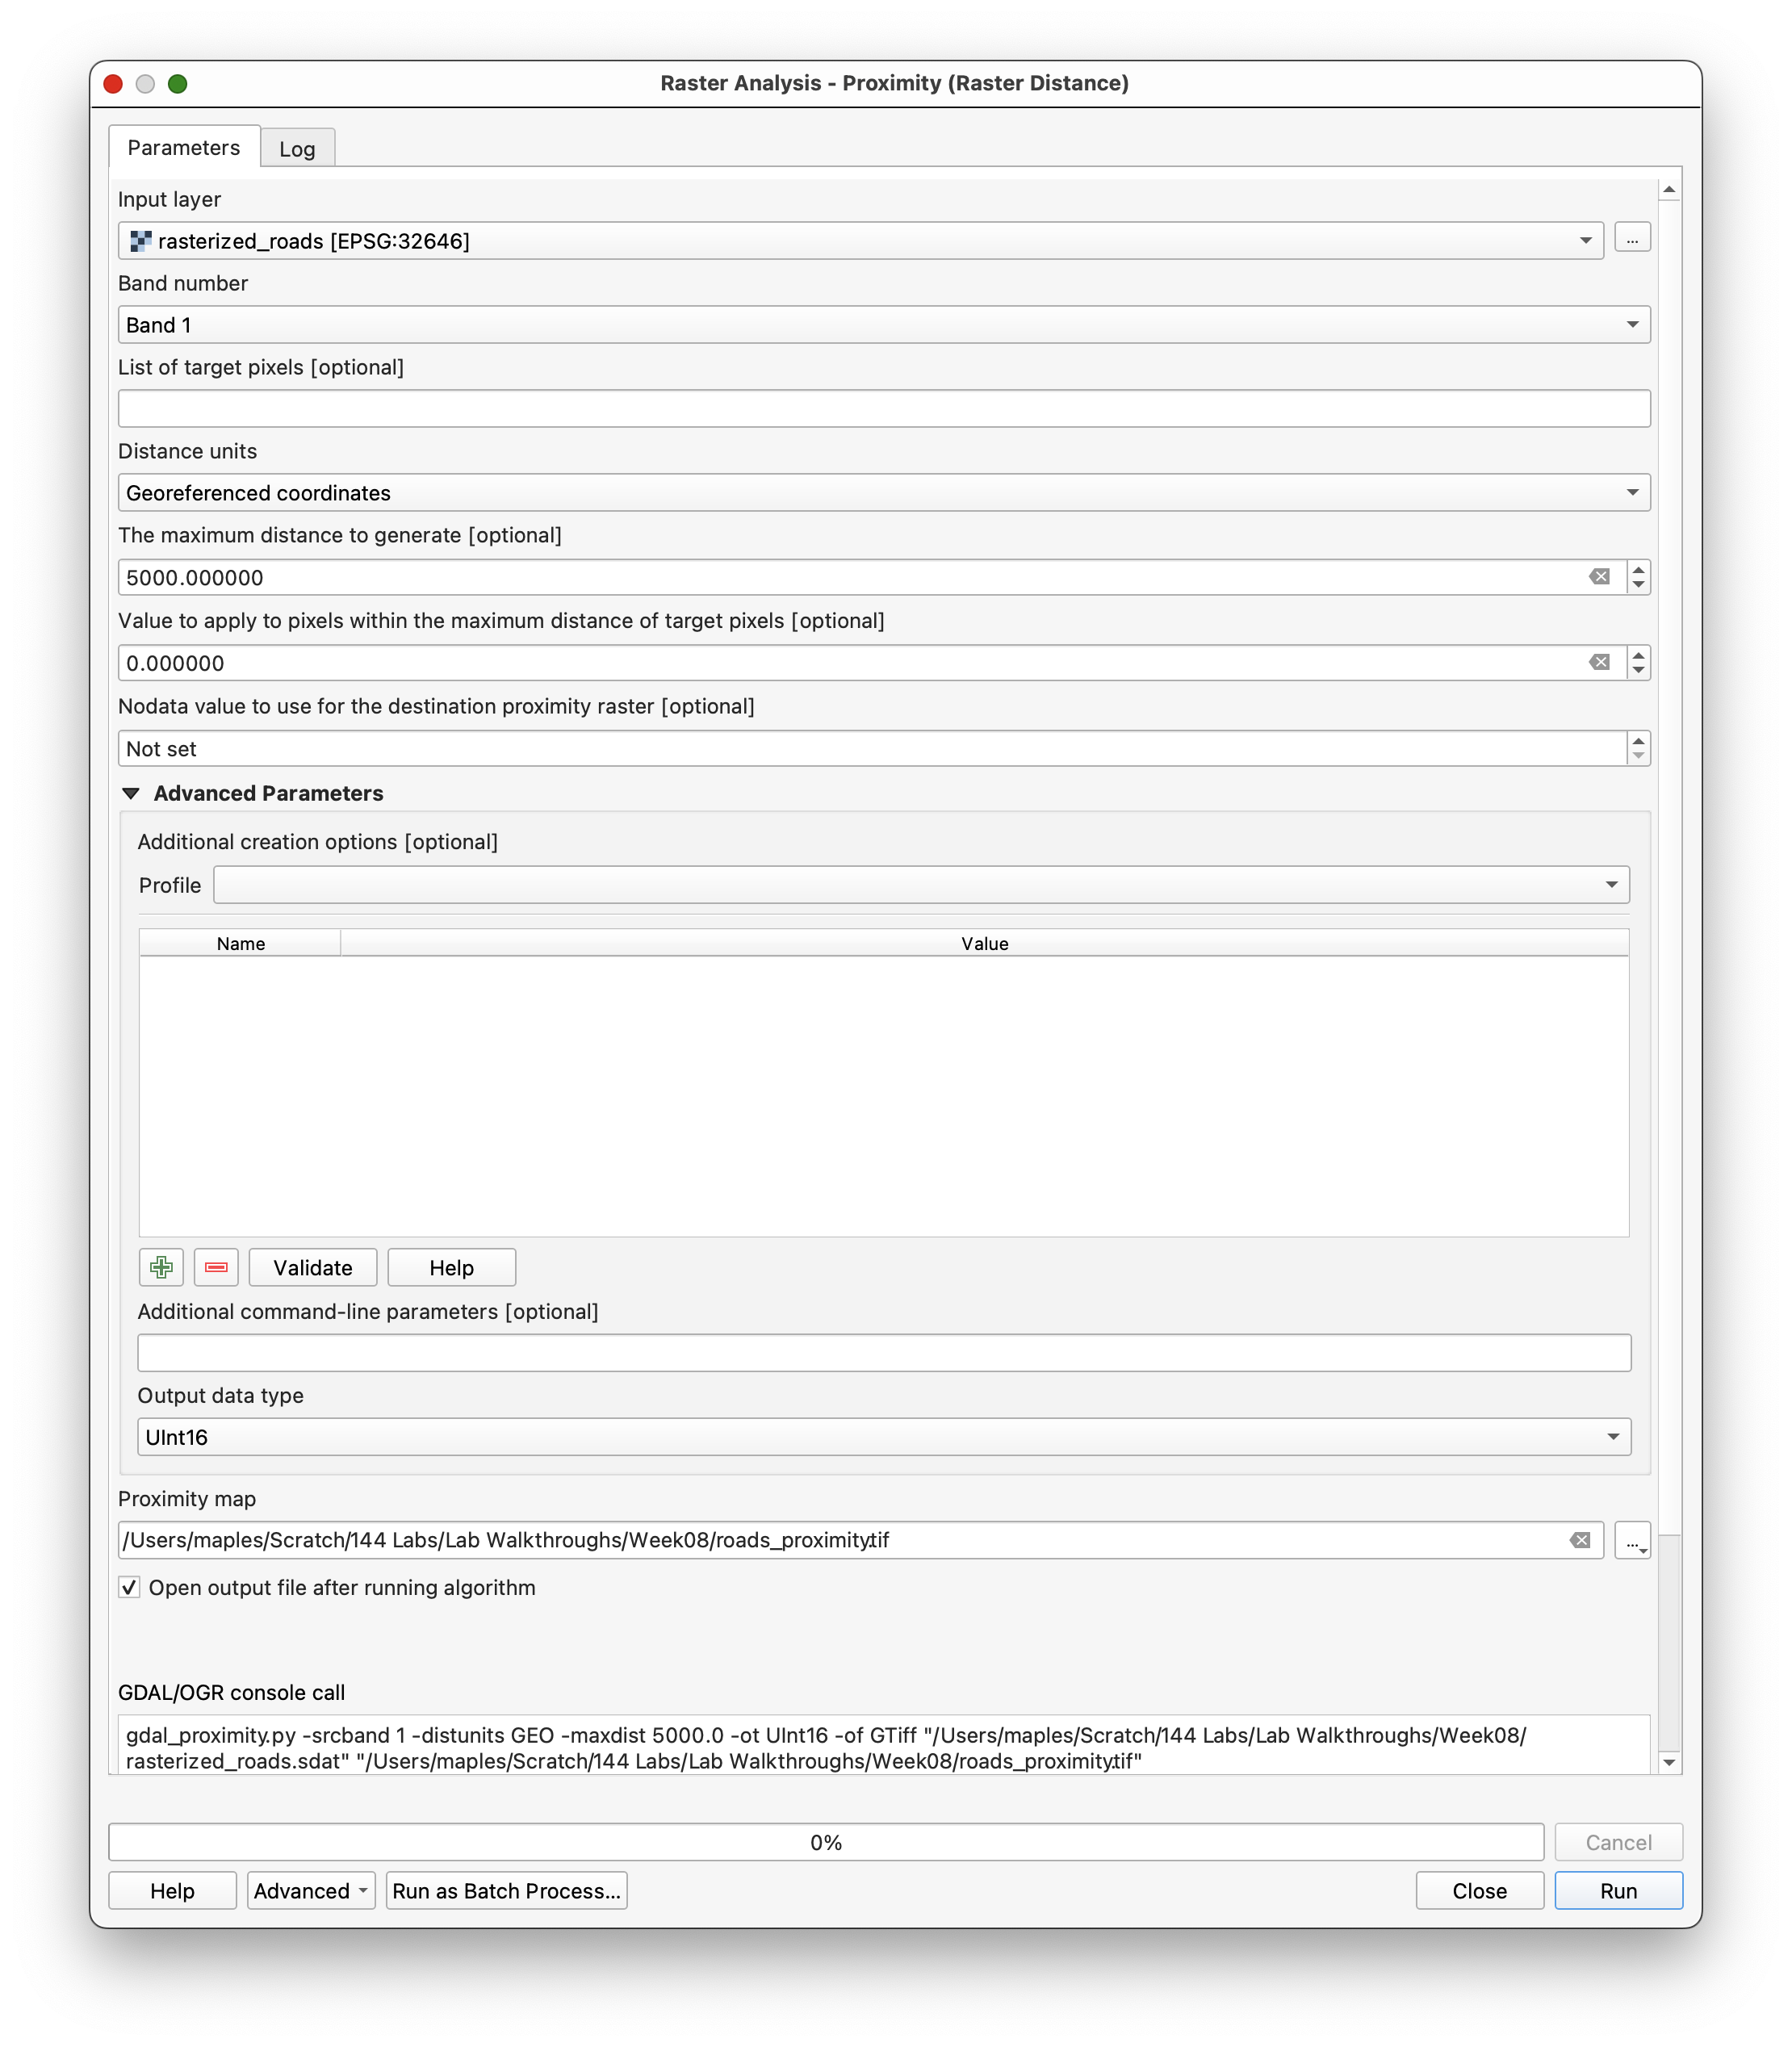 Raster Analysis - Proximity (Raster Distance)
Parameters
Log
Input layer
rasterized_roads [EPSG:32646]
...
Band number
Band 1
List of target pixels [optional]
Distance units
Georeferenced coordinates
The maximum distance to generate [optional]
5000.000000
Value to apply to pixels within the maximum distance of target pixels [optional]
0.000000
Nodata value to use for the destination proximity raster [optional]
Not set
Advanced Parameters
Additional creation options [optional]
Profile
Name Value
Validate Help
Additional command-line parameters [optional]
Output data type
UInt16
Proximity map
/Users/maples/Scratch/144 Labs/Lab Walkthroughs/Week08/roads_proximity.tif
...
Open output file after running algorithm
GDAL/OGR console call
gdal_proximity.py -srcband 1 -distunits GEO -maxdist 5000.0 -ot UInt16 -of GTiff "/Users/maples/Scratch/144 Labs/Lab Walkthroughs/Week08/
rasterized_roads.sdat" "/Users/maples/Scratch/144 Labs/Lab Walkthroughs/Week08/roads_proximity.tif"
0%
Cancel
Help Advanced Run as Batch Process... Close Run